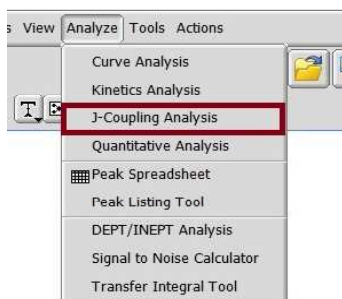 s View Analyze Tools Actions
Curve Analysis
Kinetics Analysis
T
J-Coupling Analysis
Quantitative Analysis
Peak Spreadsheet
Peak Listing Tool
DEPT/INEPT Analysis
Signal to Noise Calculator
Transfer Integral Tool